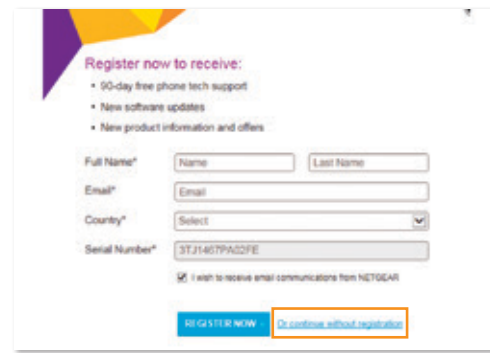 Register now to receive:
• 90-day free phone tech support
• New software updates
• New product information and offers
Full Name* Name Last Name
Email* Email
Country* Select
Serial Number* 3TJ1467PA02FE
I wish to receive email communications from NETGEAR
REGISTER NOW Or continue without registration